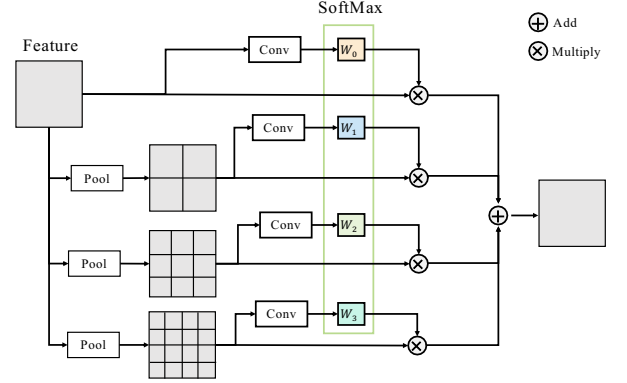 SoftMax
Add
Multiply
Feature
Conv
W0
Conv
W1
Pool
Conv
W2
Pool
Conv
W3
Pool